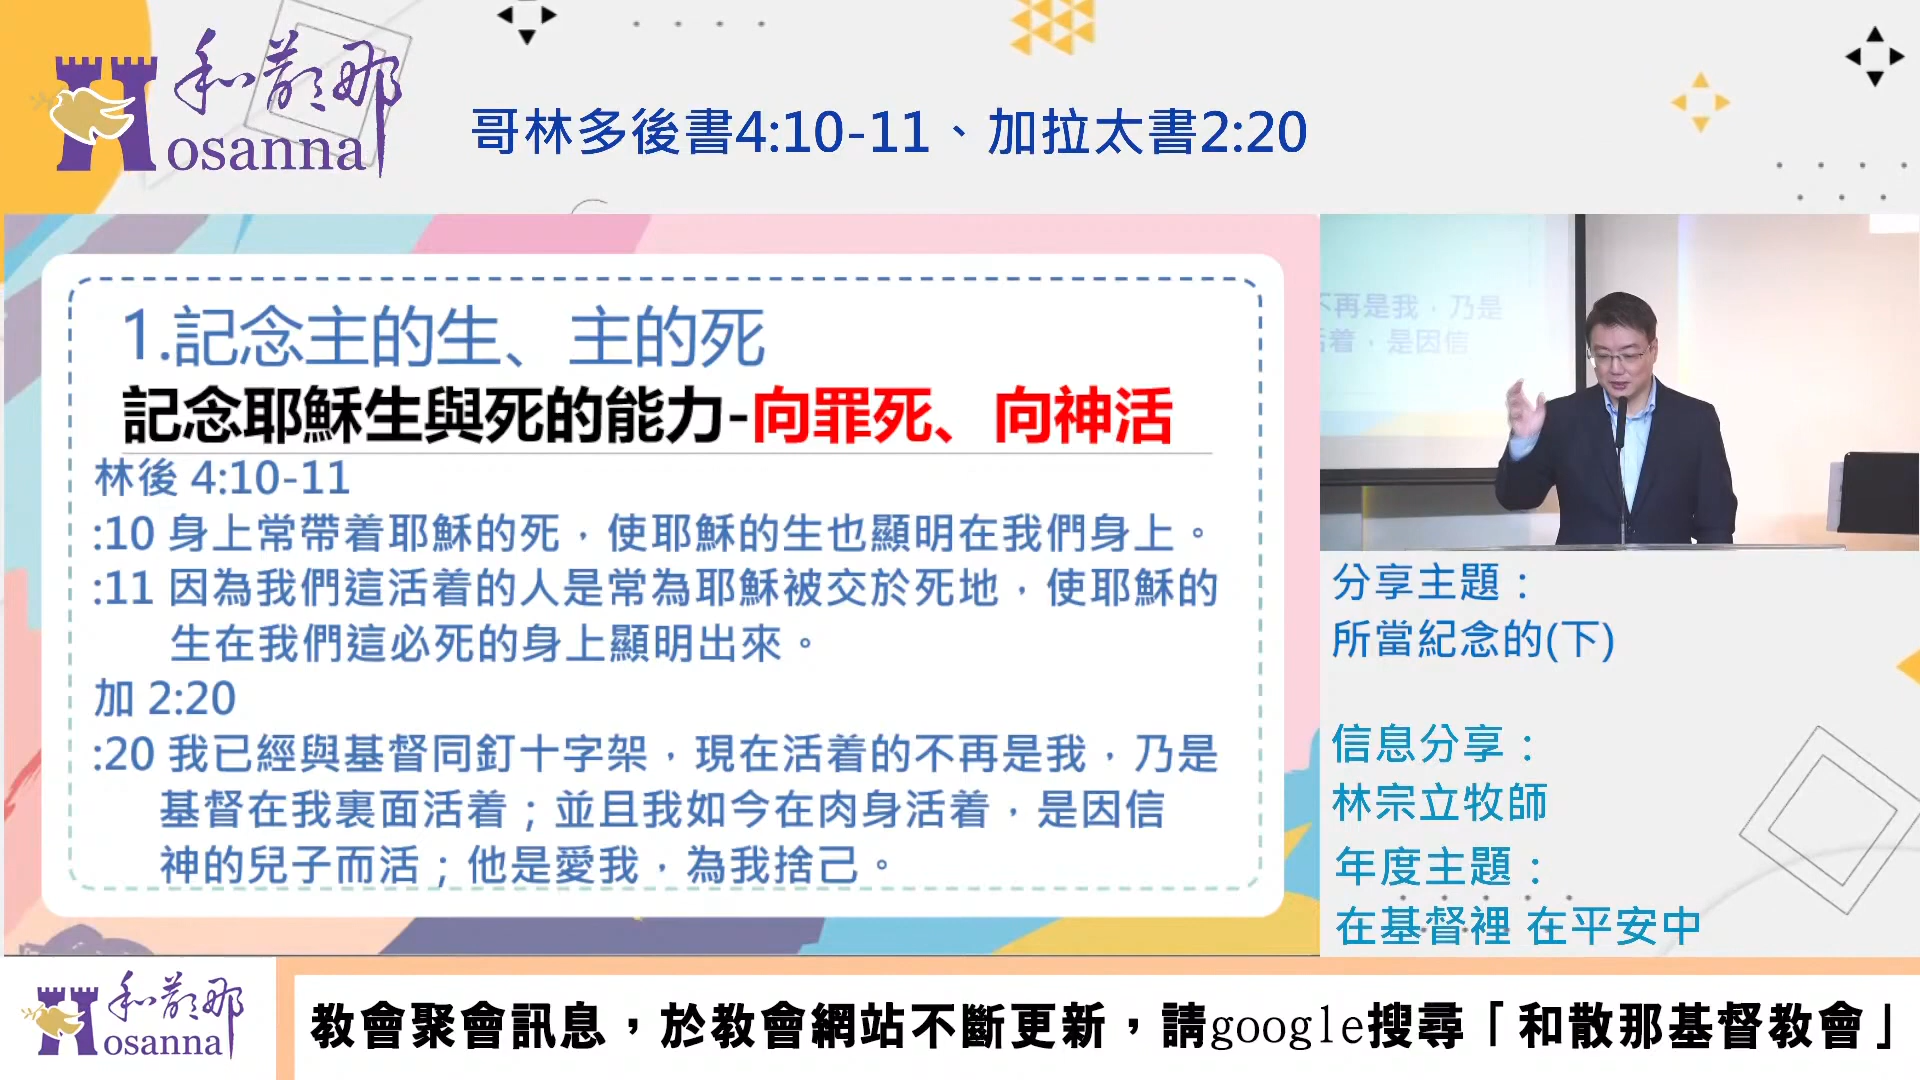 和散那
Hosanna
哥林多後書4:10-11、加拉太書2:20
1.記念主的生、主的死
記念耶穌生與死的能力-向罪死、向神活
林後 4:10-11
:10 身上常帶着耶穌的死，使耶穌的生也顯明在我們身上。
:11 因為我們這活着的人是常為耶穌被交於死地，使耶穌的
生在我們這必死的身上顯明出來。
加 2:20
:20 我已經與基督同釘十字架，現在活着的不再是我，乃是
基督在我裏面活着；並且我如今在肉身活着，是因信
神的兒子而活；他是愛我，為我捨己。
不再是我，乃是
活着，是因信
分享主題：
所當紀念的(下)
信息分享：
林宗立牧師
年度主題：
在基督裡 在平安中
和散那
Hosanna
教會聚會訊息，於教會網站不斷更新，請google搜尋「和散那基督教會」